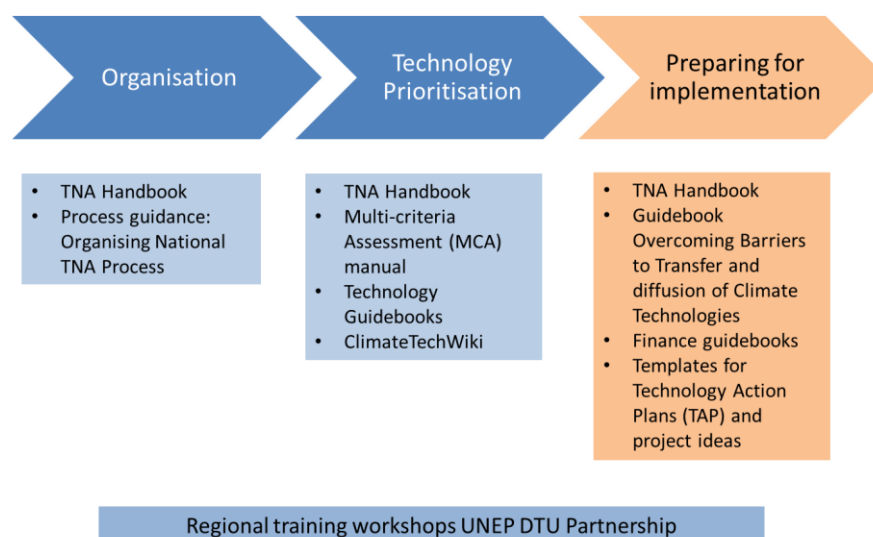 Organisation
Technology
Prioritisation
Preparing for
implementation
• TNA Handbook
• Process guidance:
Organising National
TNA Process
• TNA Handbook
• Multi-criteria
Assessment (MCA)
manual
• Technology
Guidebooks
• ClimateTechWiki
• TNA Handbook
• Guidebook
Overcoming Barriers
to Transfer and
diffusion of Climate
Technologies
• Finance guidebooks
• Templates for
Technology Action
Plans (TAP) and
project ideas
Regional training workshops UNEP DTU Partnership